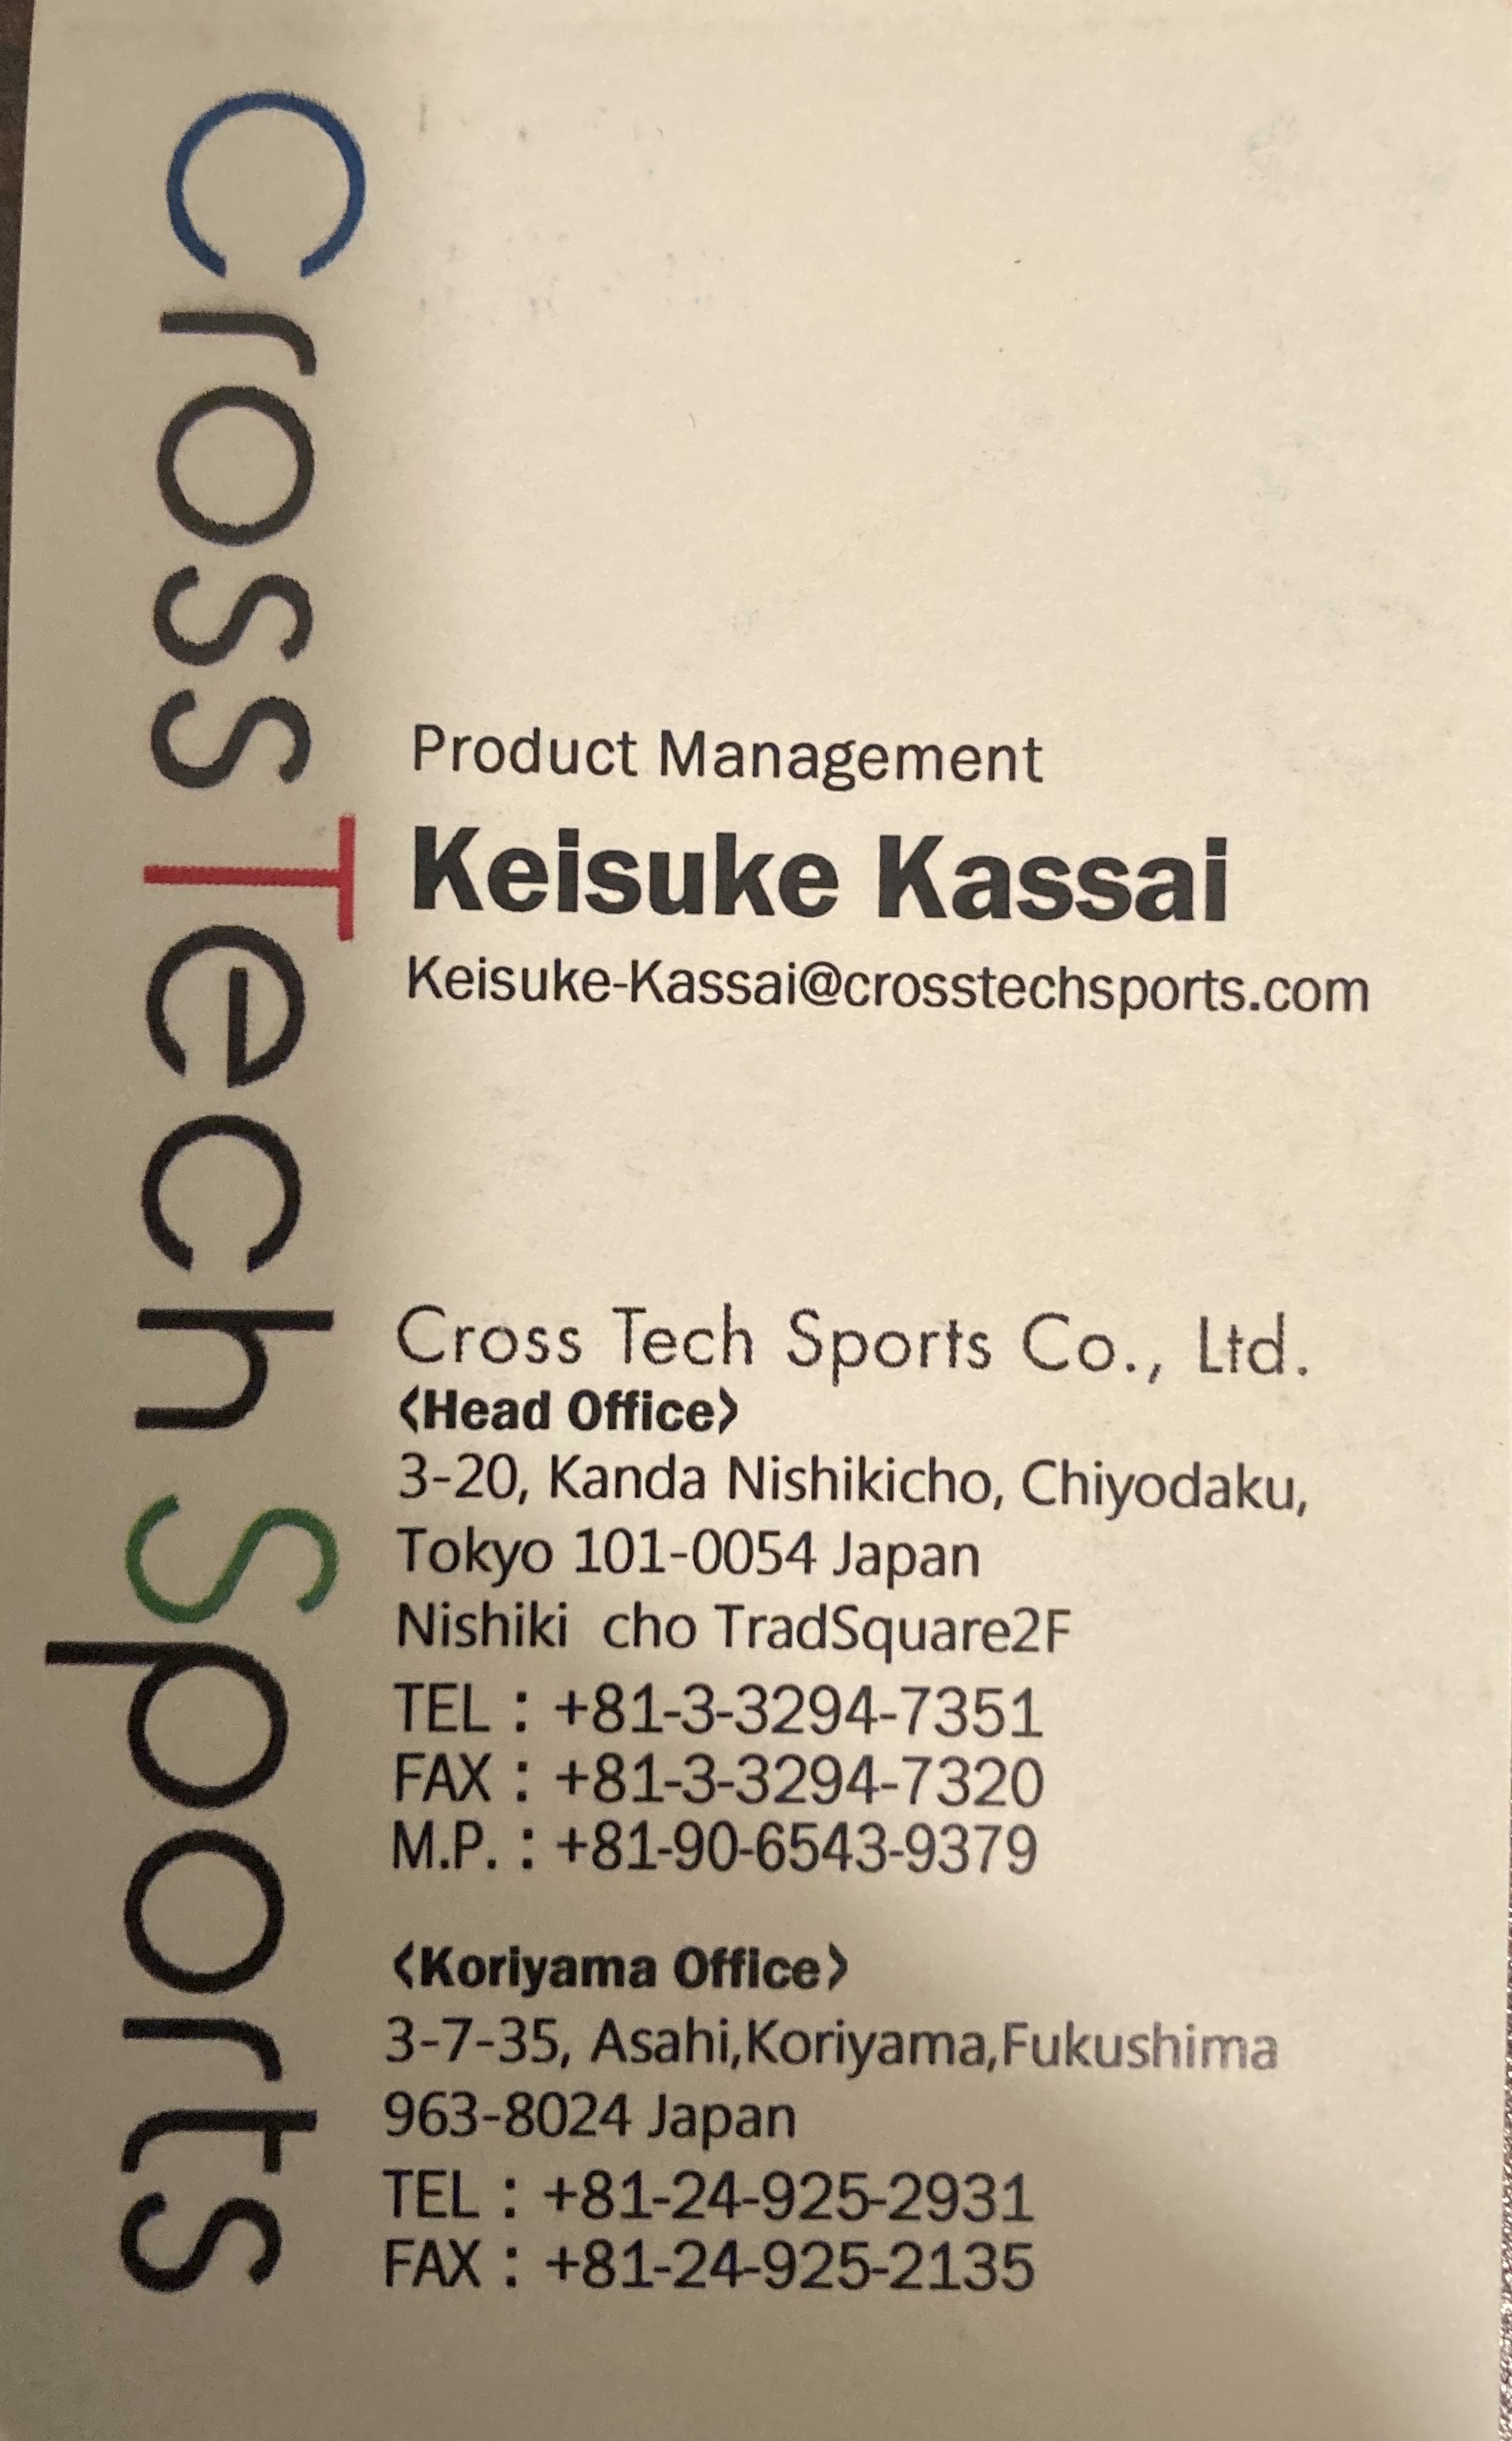 CrossTech Sports
Product Management
Keisuke Kassai
Keisuke-Kassai@crosstechsports.com
Cross Tech Sports Co., Ltd.
<Head Office>
3-20, Kanda Nishikicho, Chiyodaku,
Tokyo 101-0054 Japan
Nishiki  cho TradSquare2F
TEL : +81-3-3294-7351
FAX : +81-3-3294-7320
M.P. : +81-90-6543-9379
<Koriyama Office>
3-7-35, Asahi,Koriyama,Fukushima
963-8024 Japan
TEL : +81-24-925-2931
FAX : +81-24-925-2135